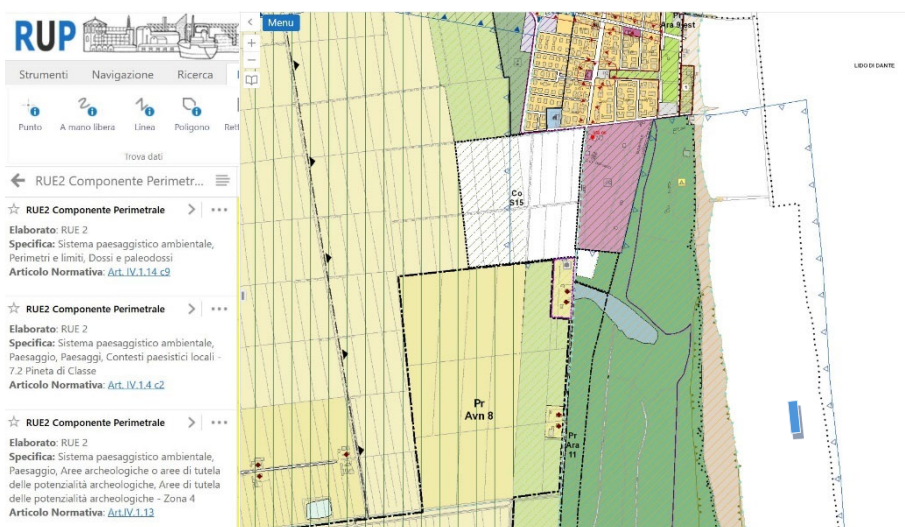 RUP
Strumenti Navigazione Ricerca
Punto A mano libera Linea Poligono Rett
Trova dati
RUE2 Componente Perimetr...
RUE2 Componente Perimetrale
Elaborato: RUE 2
Specifica: Sistema paesaggistico ambientale,
Perimetri e limiti, Dossi e paleodossi
Articolo Normativa: Art. IV.1.14 c9
RUE2 Componente Perimetrale
Elaborato: RUE 2
Specifica: Sistema paesaggistico ambientale,
Paesaggio, Paesaggi, Contesti paesistici locali -
7.2 Pineta di Classe
Articolo Normativa: Art. IV.1.4 c2
RUE2 Componente Perimetrale
Elaborato: RUE 2
Specifica: Sistema paesaggistico ambientale,
Paesaggio, Aree archeologiche o aree di tutela
delle potenzialità archeologiche, Aree di tutela
delle potenzialità archeologiche - Zona 4
Articolo Normativa: Art.IV.1.13
Menu
Pr
Ara 9 est
LIDO DI DANTE
Co
S15
Pr
Avn 8
Pr
Ara
11